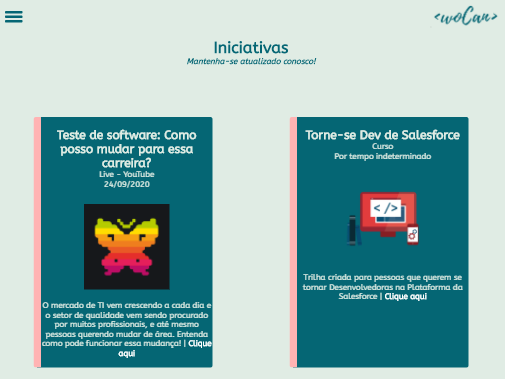 <woCan>
Iniciativas
Mantenha-se atualizado conosco!
Teste de software: Como
posso mudar para essa
carreira?
Live - YouTube
24/09/2020
O mercado de TI vem crescendo a cada dia e
o setor de qualidade vem sendo procurado
por muitos profissionais, e até mesmo
pessoas querendo mudar de área. Entenda
como pode funcionar essa mudança! | Clique
aqui
Torne-se Dev de Salesforce
Curso
Por tempo indeterminado
</>
Trilha criada para pessoas que querem se
tornar Desenvolvedoras na Plataforma da
Salesforce | Clique aqui